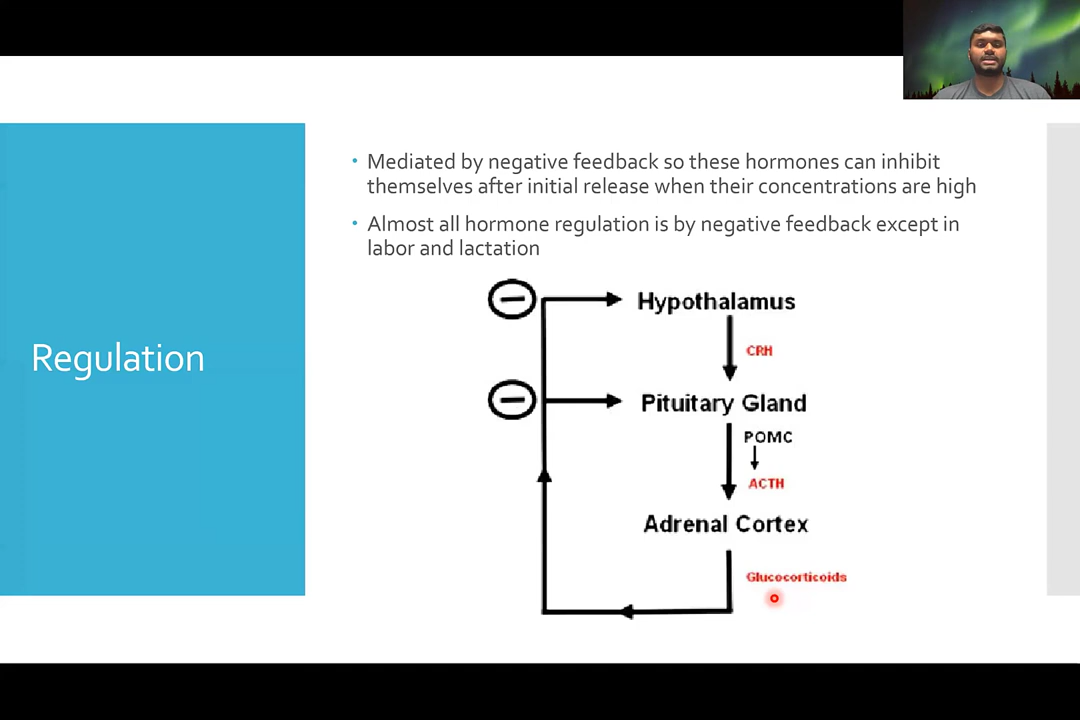 Regulation
• Mediated by negative feedback so these hormones can inhibit
themselves after initial release when their concentrations are high
• Almost all hormone regulation is by negative feedback except in
labor and lactation
Hypothalamus
CRH
Pituitary Gland
POMC
ACTH
Adrenal Cortex
Glucocorticoids